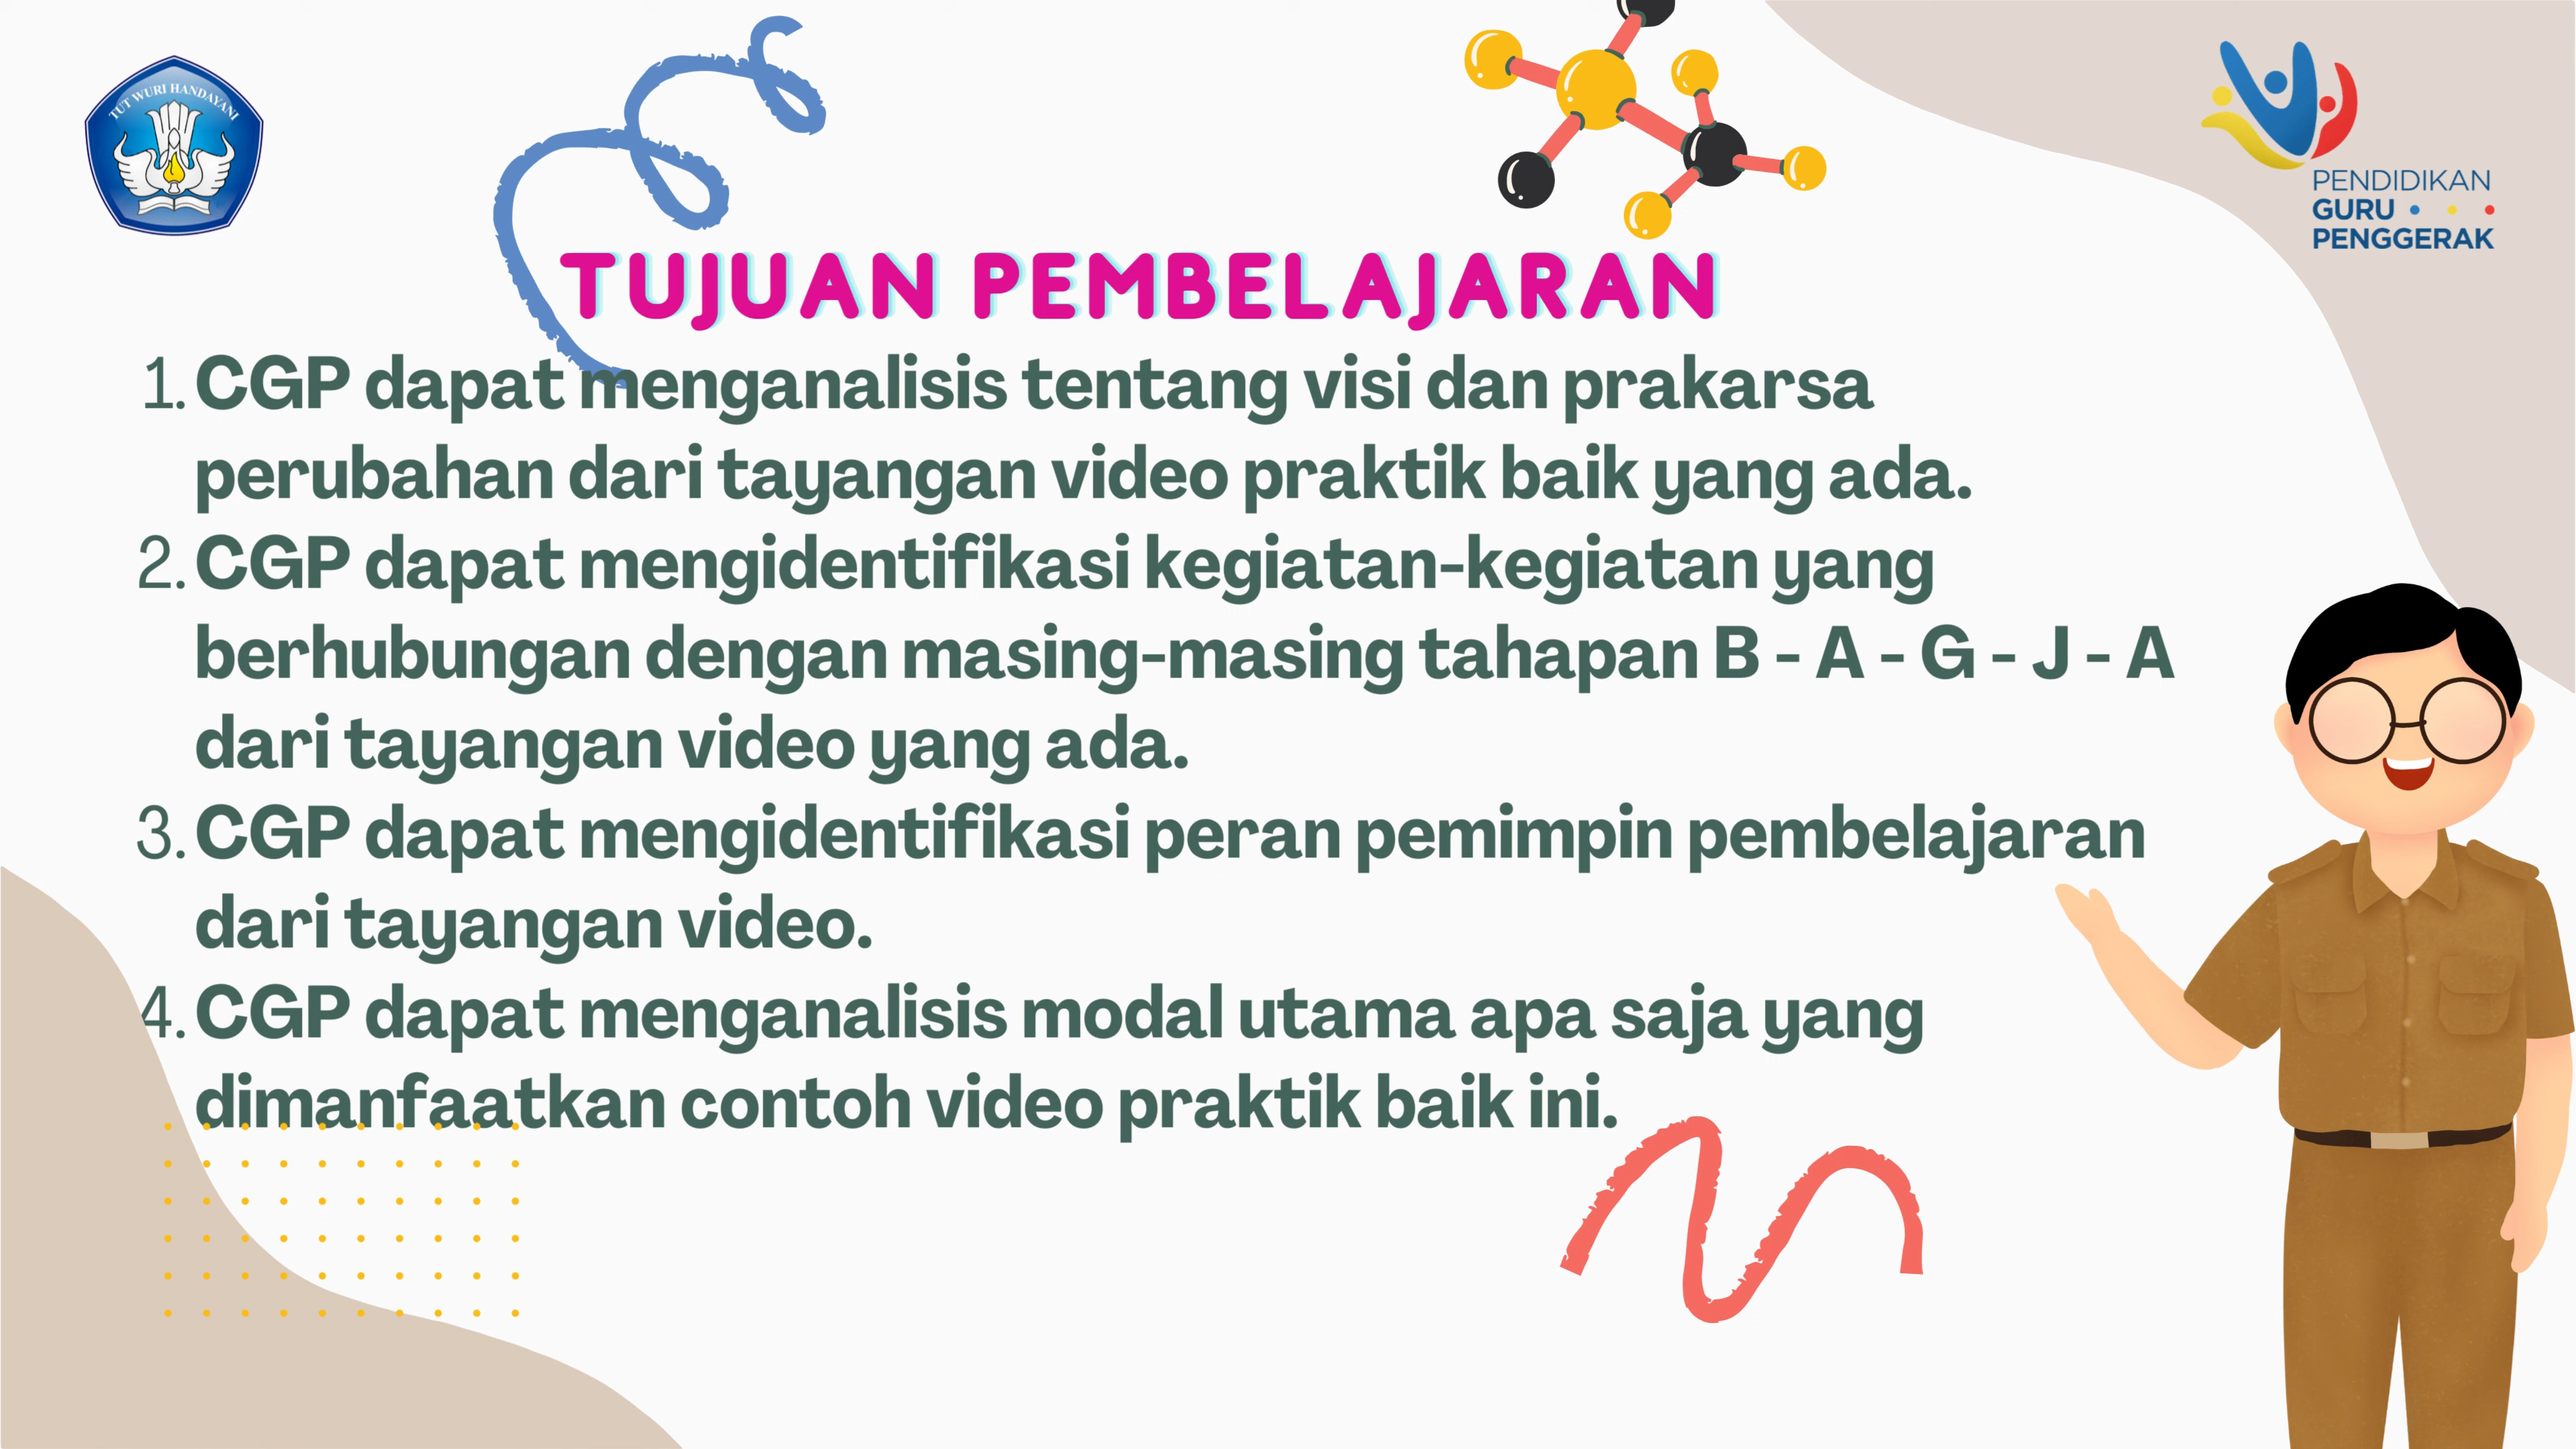 TUT WURI HANDAYANI
PENDIDIKAN
GURU
PENGGERAK
TUJUAN PEMBELAJARAN
1. CGP dapat menganalisis tentang visi dan prakarsa
perubahan dari tayangan video praktik baik yang ada.
2. CGP dapat mengidentifikasi kegiatan-kegiatan yang
berhubungan dengan masing-masing tahapan B - A - G - J - A
dari tayangan video yang ada.
3. CGP dapat mengidentifikasi peran pemimpin pembelajaran
dari tayangan video.
4. CGP dapat menganalisis modal utama apa saja yang
dimanfaatkan contoh video praktik baik ini.